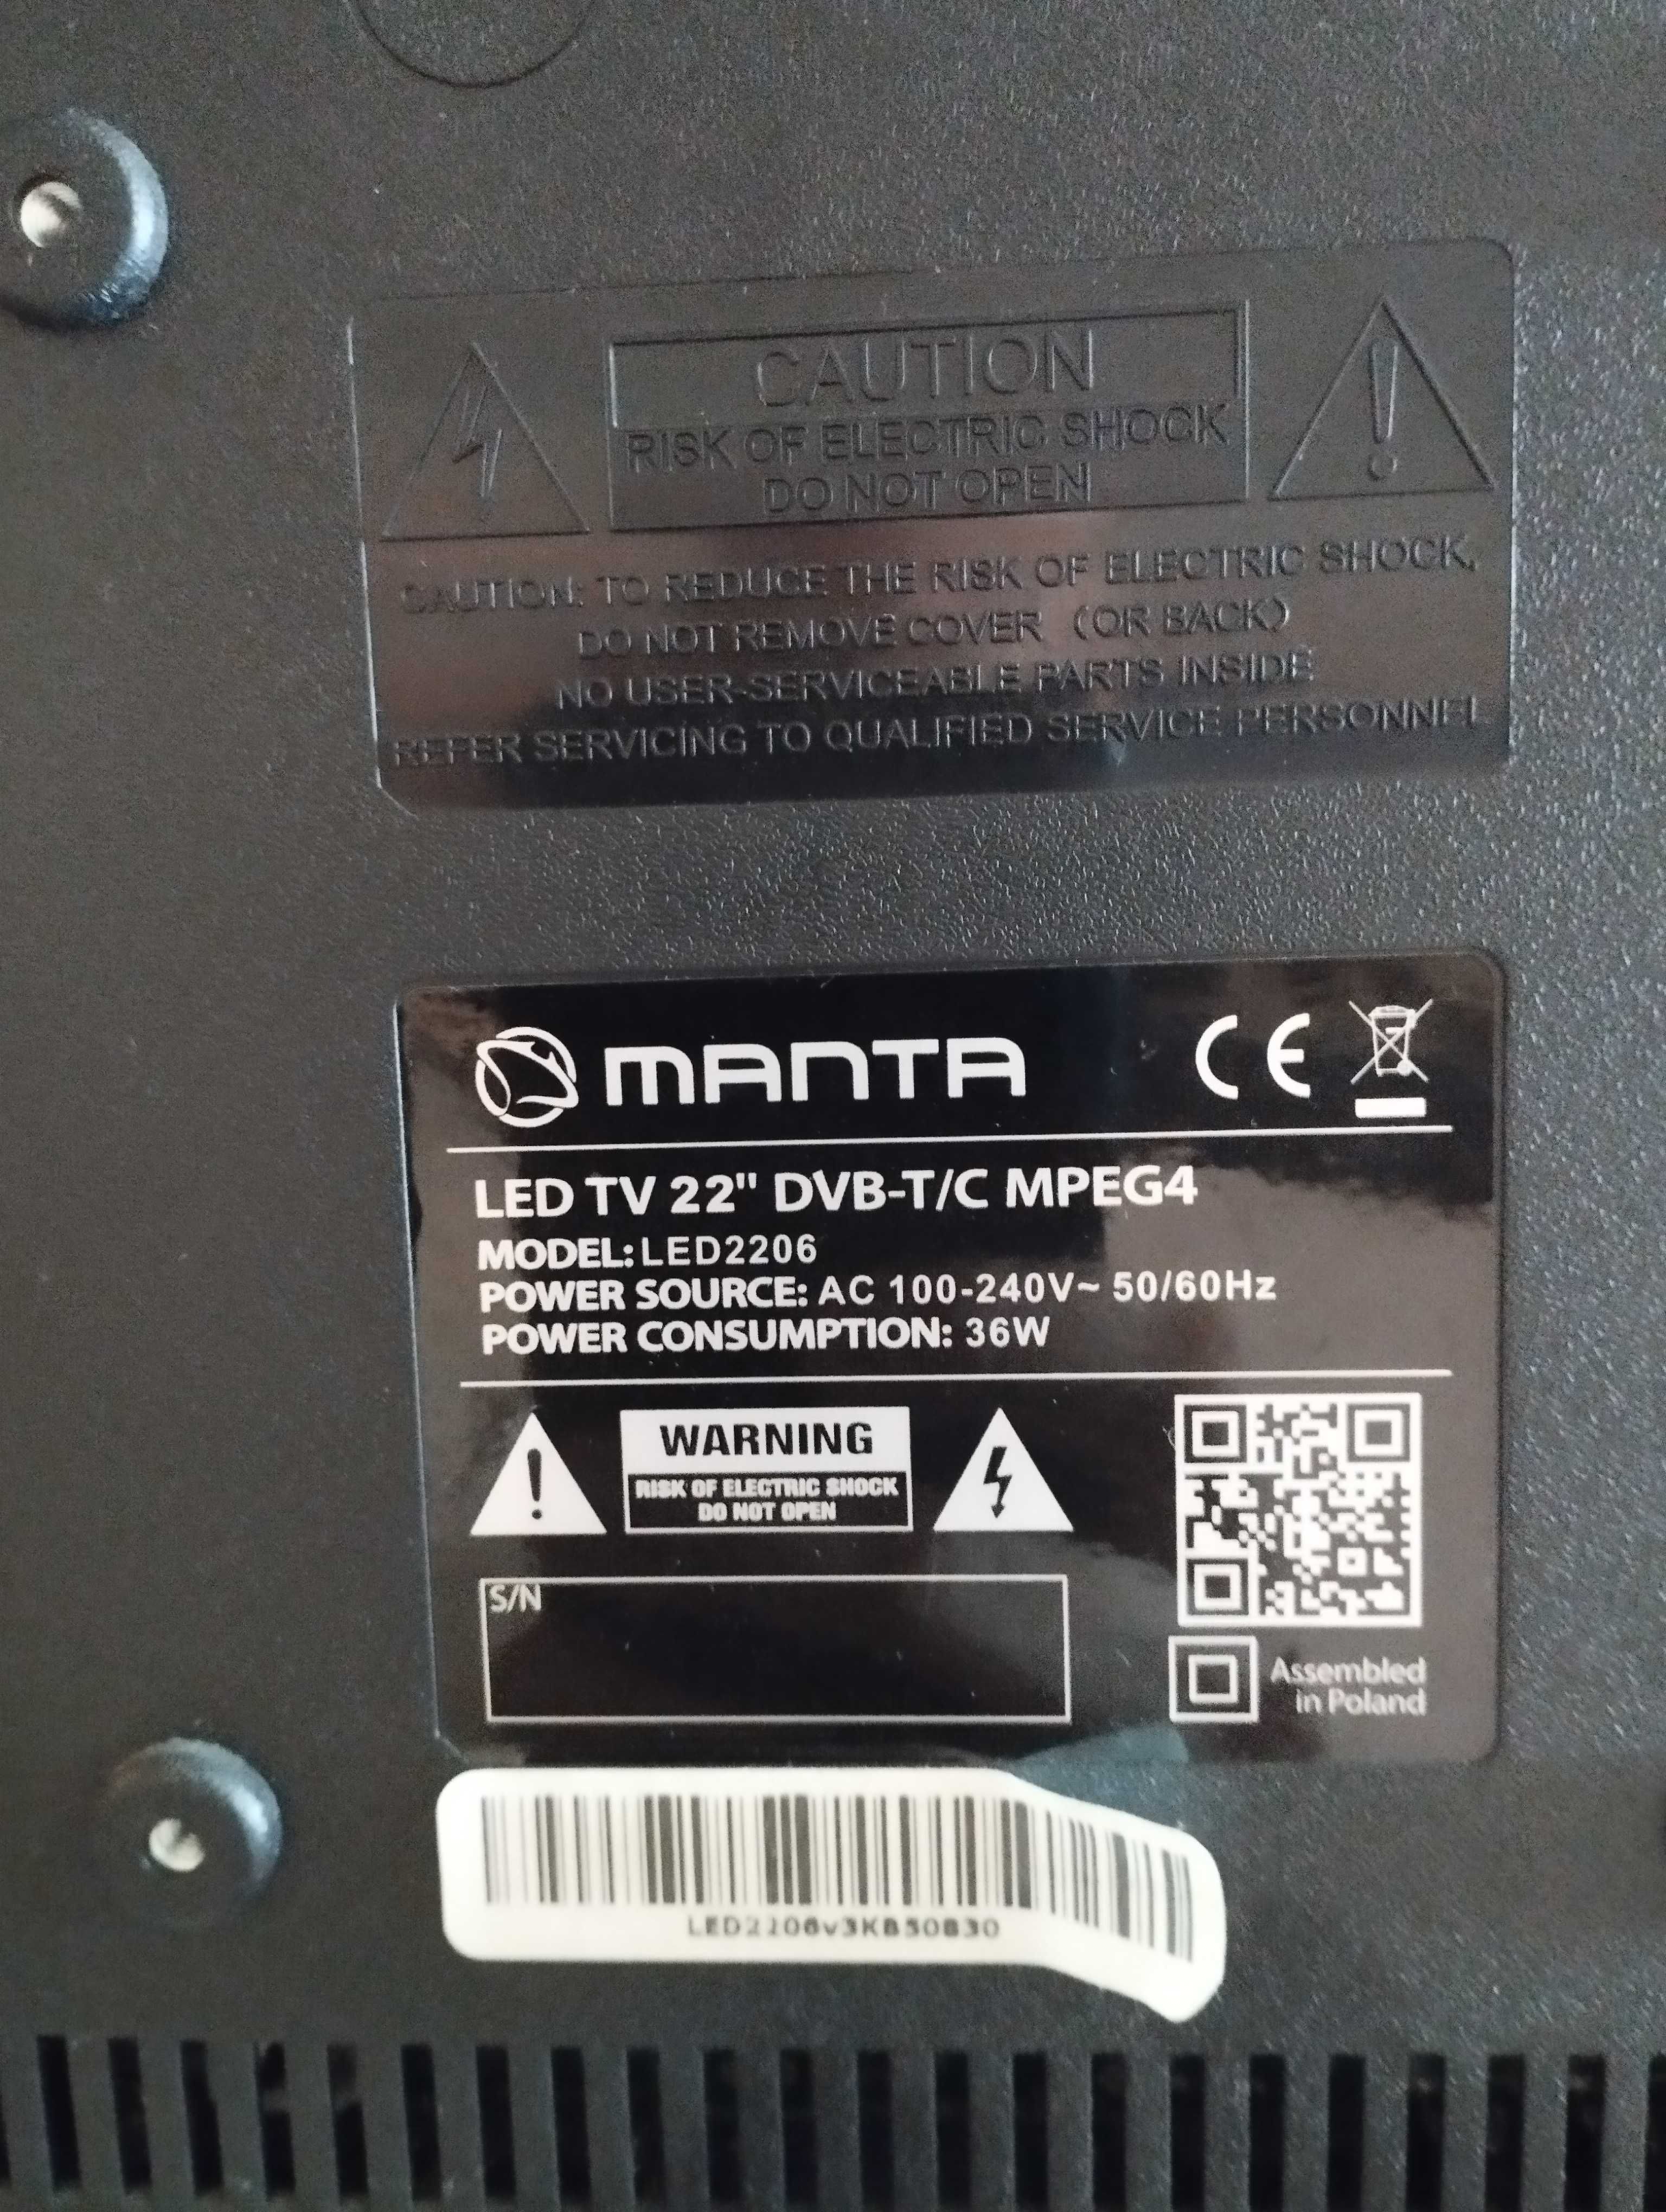 CAUTION
RISK OF ELECTRIC SHOCK
DO NOT OPEN
CAUTION: TO REDUCE THE RISK OF ELECTRIC SHOCK,
DO NOT REMOVE COVER (OR BACK)
NO USER-SERVICEABLE PARTS INSIDE
REFER SERVICING TO QUALIFIED SERVICE PERSONNEL
MANTA CE
LED TV 22" DVB-T/C MPEG4
MODEL: LED2206
POWER SOURCE: AC 100-240V~ 50/60Hz
POWER CONSUMPTION: 36W
WARNING
RISK OF ELECTRIC SHOCK
DO NOT OPEN
S/N
Assembled
in Poland
LED2206v3KB50830